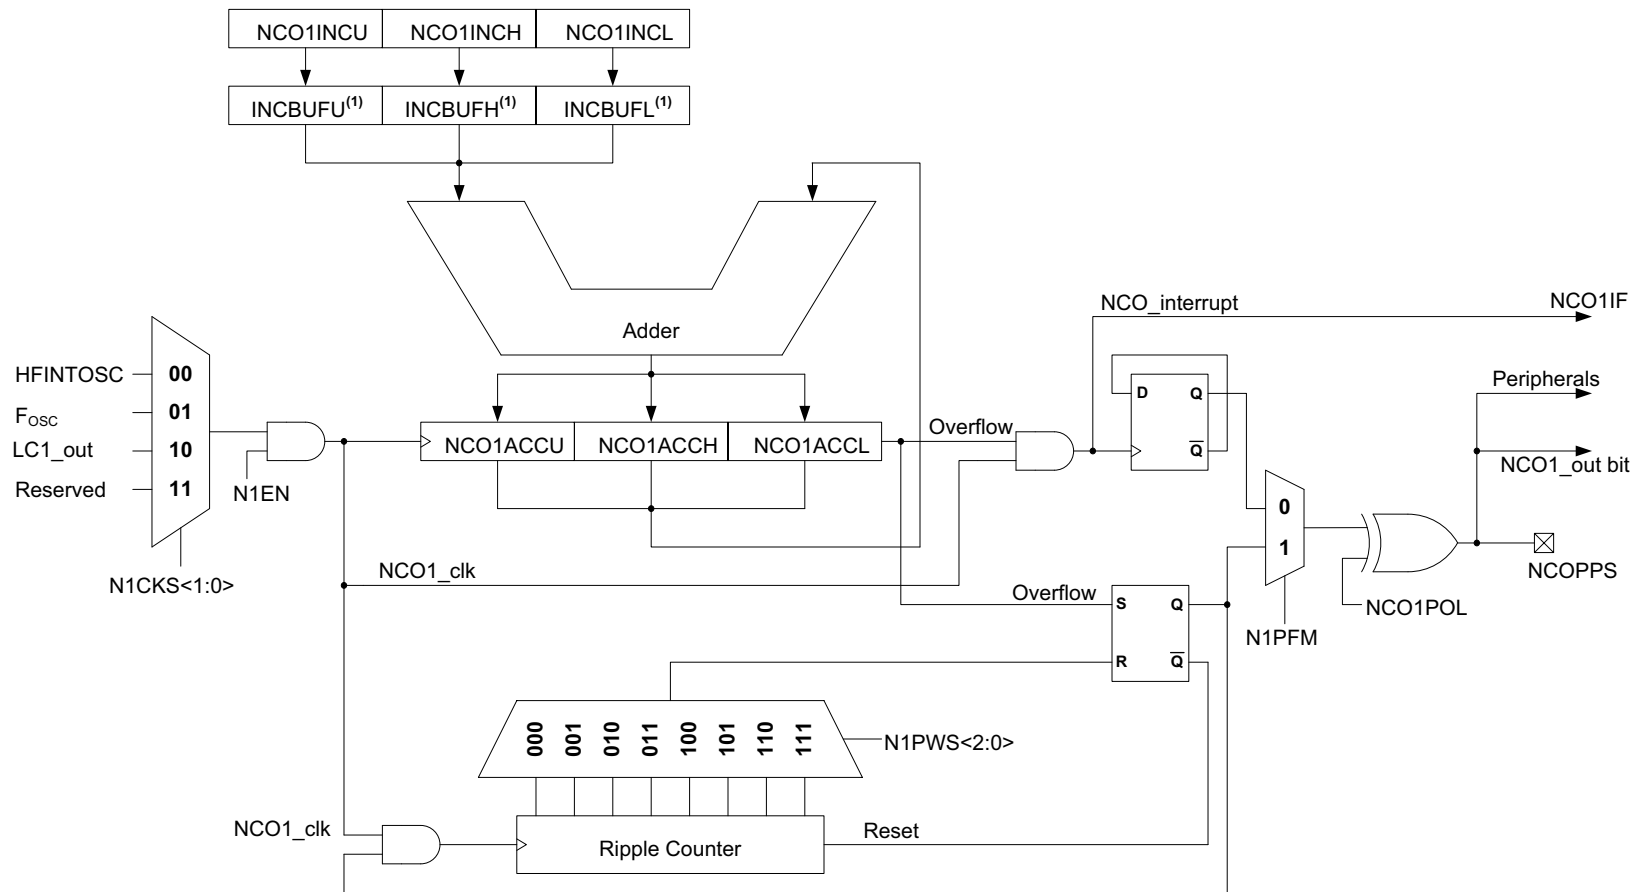 NCO1INCU NCO1INCH NCO1INCL
INCBUFU(1) INCBUFH(1) INCBUFL(1)
Adder
NCO_interrupt
NCO1IF
HFINTOSC 00
FOSC 01
LC1_out 10
Reserved 11
N1EN
N1CKS<1:0>
NCO1ACCU NCO1ACCH NCO1ACCL
Overflow
D Q
Q
Peripherals
NCO1_out bit
0
1
NCOPPS
NCO1POL
N1PFM
NCO1_clk
Overflow
S Q
R Q
000 001 010 011 100 101 110 111
N1PWS<2:0>
NCO1_clk
Ripple Counter
Reset